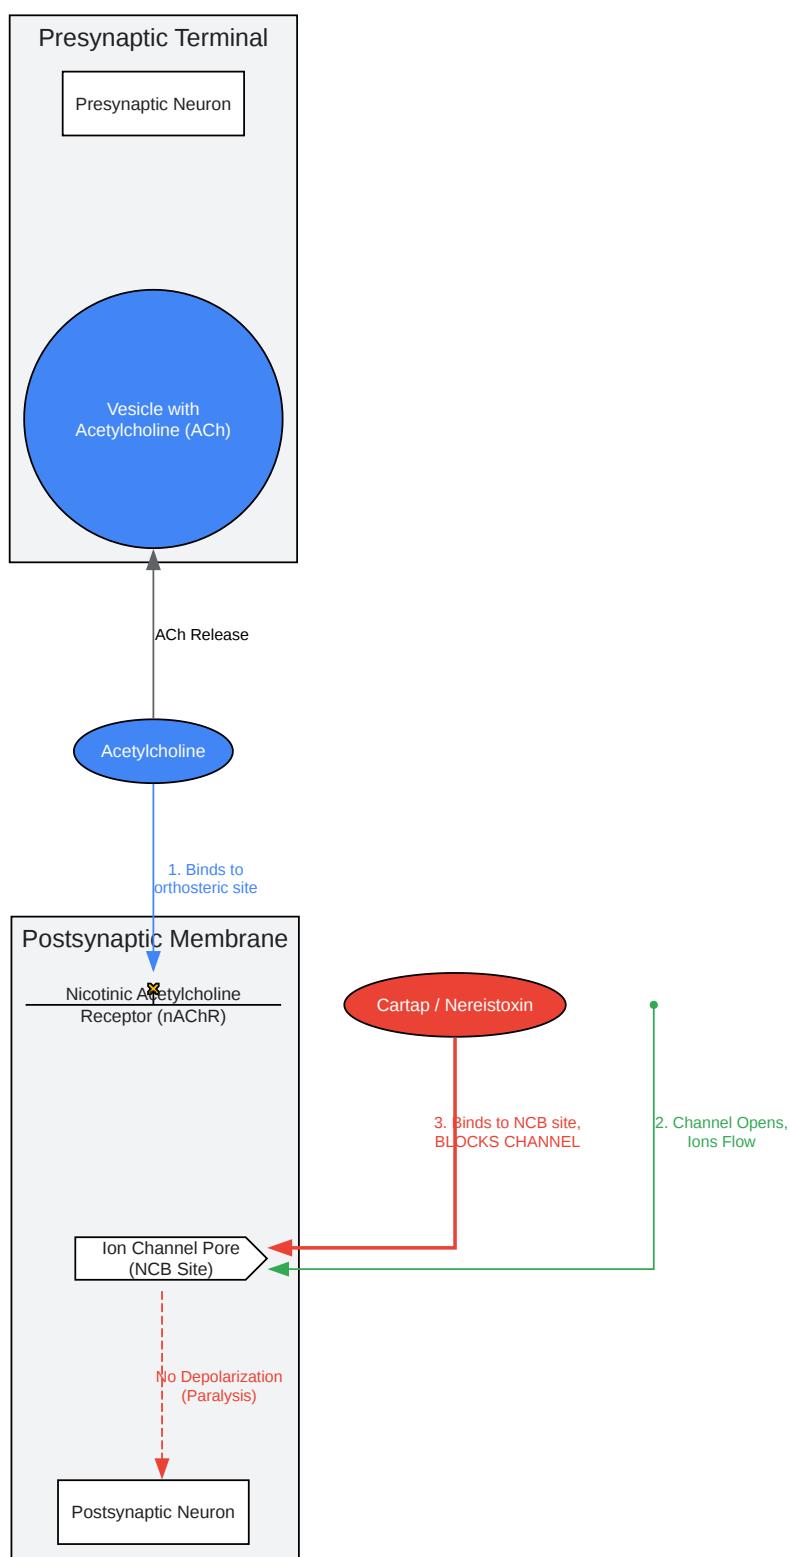 Presynaptic Terminal
Presynaptic Neuron
Vesicle with
Acetylcholine (ACh)
ACh Release
Acetylcholine
1. Binds to
orthosteric site
Postsynaptic Membrane
Nicotinic Acetylcholine
Receptor (nAChR)
Cartap / Nereistoxin
3. Binds to NCB site,
BLOCKS CHANNEL
2. Channel Opens,
Ions Flow
Ion Channel Pore
(NCB Site)
No Depolarization
(Paralysis)
Postsynaptic Neuron